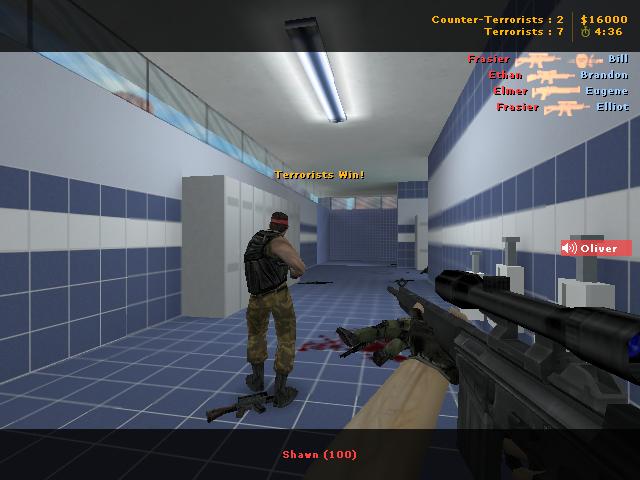 Counter-Terrorists : 2 $16000
Terrorists : 7 4:36
Frasier Bill
Ethan Brandon
Elmer Eugene
Frasier Elliot
Terrorists Win!
Oliver
Shawn (100)